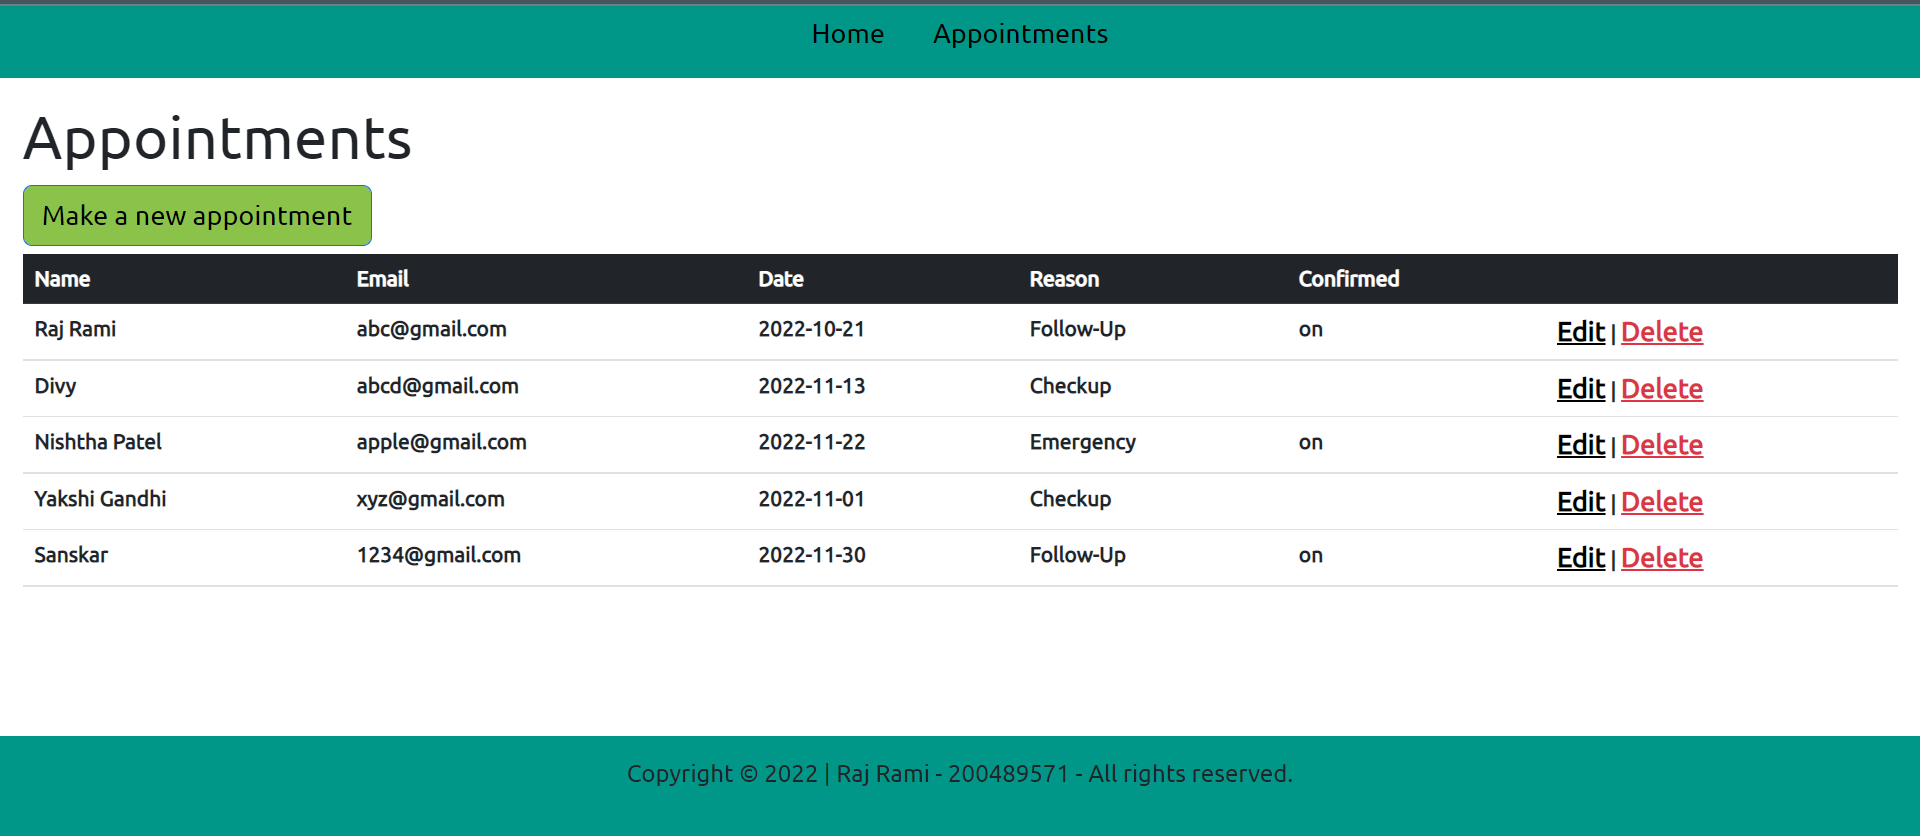 Home Appointments
Appointments
Make a new appointment
Name Email Date Reason Confirmed
Raj Rami abc@gmail.com 2022-10-21 Follow-Up on Edit | Delete
Divy abcd@gmail.com 2022-11-13 Checkup Edit | Delete
Nishtha Patel apple@gmail.com 2022-11-22 Emergency on Edit | Delete
Yakshi Gandhi xyz@gmail.com 2022-11-01 Checkup Edit | Delete
Sanskar 1234@gmail.com 2022-11-30 Follow-Up on Edit | Delete
Copyright © 2022 | Raj Rami - 200489571 - All rights reserved.